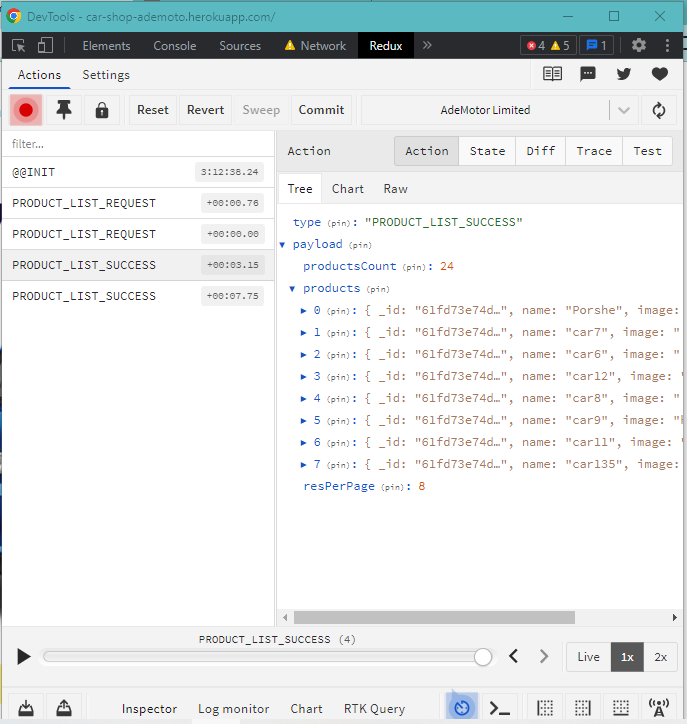 DevTools - car-shop-ademoto.herokuapp.com/
Elements Console Sources Network Redux » 4 5 1
Actions Settings
Reset Revert Sweep Commit AdeMotor Limited
filter...
@@INIT 3:12:38.24
PRODUCT_LIST_REQUEST +00:00.76
PRODUCT_LIST_REQUEST +00:00.00
PRODUCT_LIST_SUCCESS +00:03.15
PRODUCT_LIST_SUCCESS +00:07.75
Action Action State Diff Trace Test
Tree Chart Raw
type (pin): "PRODUCT_LIST_SUCCESS"
payload (pin)
productsCount (pin): 24
products (pin)
0 (pin): { _id: "61fd73e74d…", name: "Porshe", image:
1 (pin): { _id: "61fd73e74d…", name: "car7", image: "
2 (pin): { _id: "61fd73e74d…", name: "car6", image: "
3 (pin): { _id: "61fd73e74d…", name: "car12", image: "
4 (pin): { _id: "61fd73e74d…", name: "car8", image: "
5 (pin): { _id: "61fd73e74d…", name: "car9", image: "h
6 (pin): { _id: "61fd73e74d…", name: "car11", image: "
7 (pin): { _id: "61fd73e74d…", name: "car135", image:
resPerPage (pin): 8
PRODUCT_LIST_SUCCESS (4)
Live 1x 2x
Inspector Log monitor Chart RTK Query